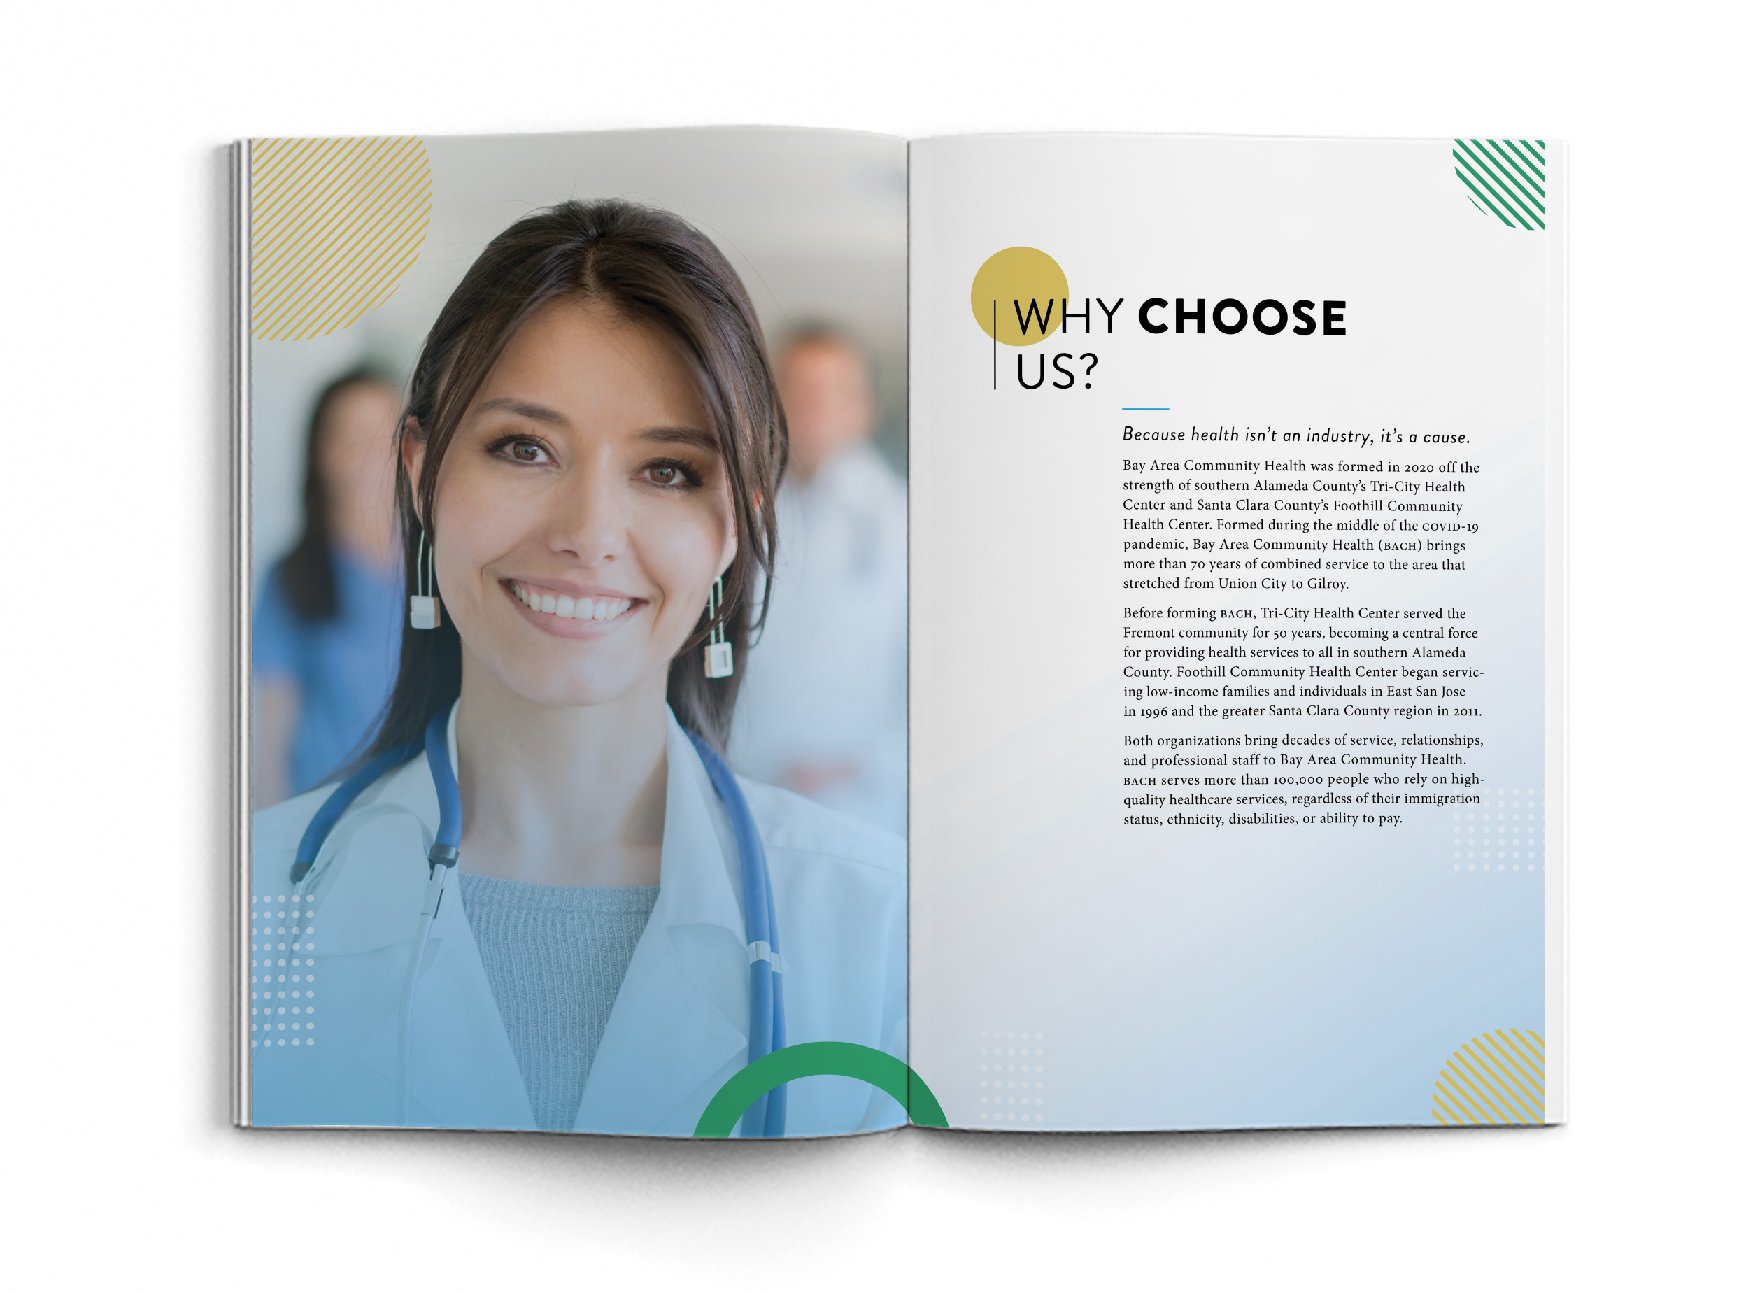 WHY CHOOSE
US?
Because health isn't an industry, it's a cause.
Bay Area Community Health was formed in 2020 off the
strength of southern Alameda County's Tri-City Health
Center and Santa Clara County's Foothill Community
Health Center. Formed during the middle of the COVID-19
pandemic, Bay Area Community Health (BACH) brings
more than 70 years of combined service to the area that
stretched from Union City to Gilroy.
Before forming BACH, Tri-City Health Center served the
Fremont community for 50 years, becoming a central force
for providing health services to all in southern Alameda
County. Foothill Community Health Center began servic-
ing low-income families and individuals in East San Jose
in 1996 and the greater Santa Clara County region in 2011.
Both organizations bring decades of service, relationships,
and professional staff to Bay Area Community Health.
BACH serves more than 100,000 people who rely on high-
quality healthcare services, regardless of their immigration
status, ethnicity, disabilities, or ability to pay.